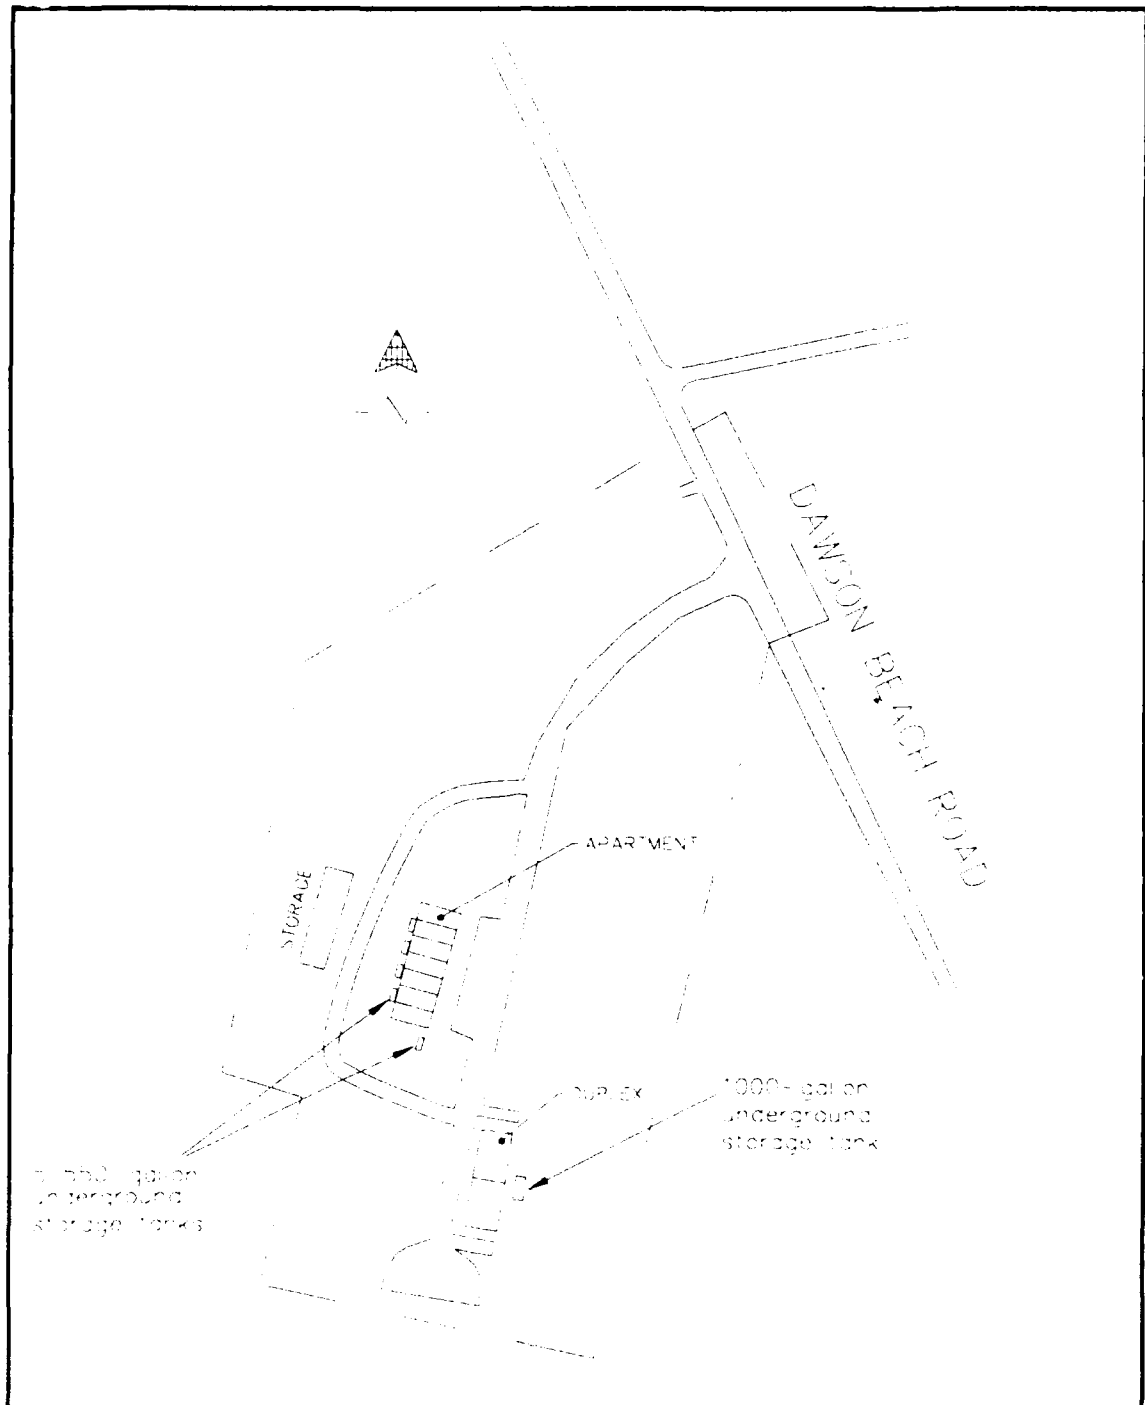 DAWSON BEACH ROAD
APARTMENT
STORAGE
DUPLEX
1000-gallon
underground
storage tank
gallon
underground
storage tanks